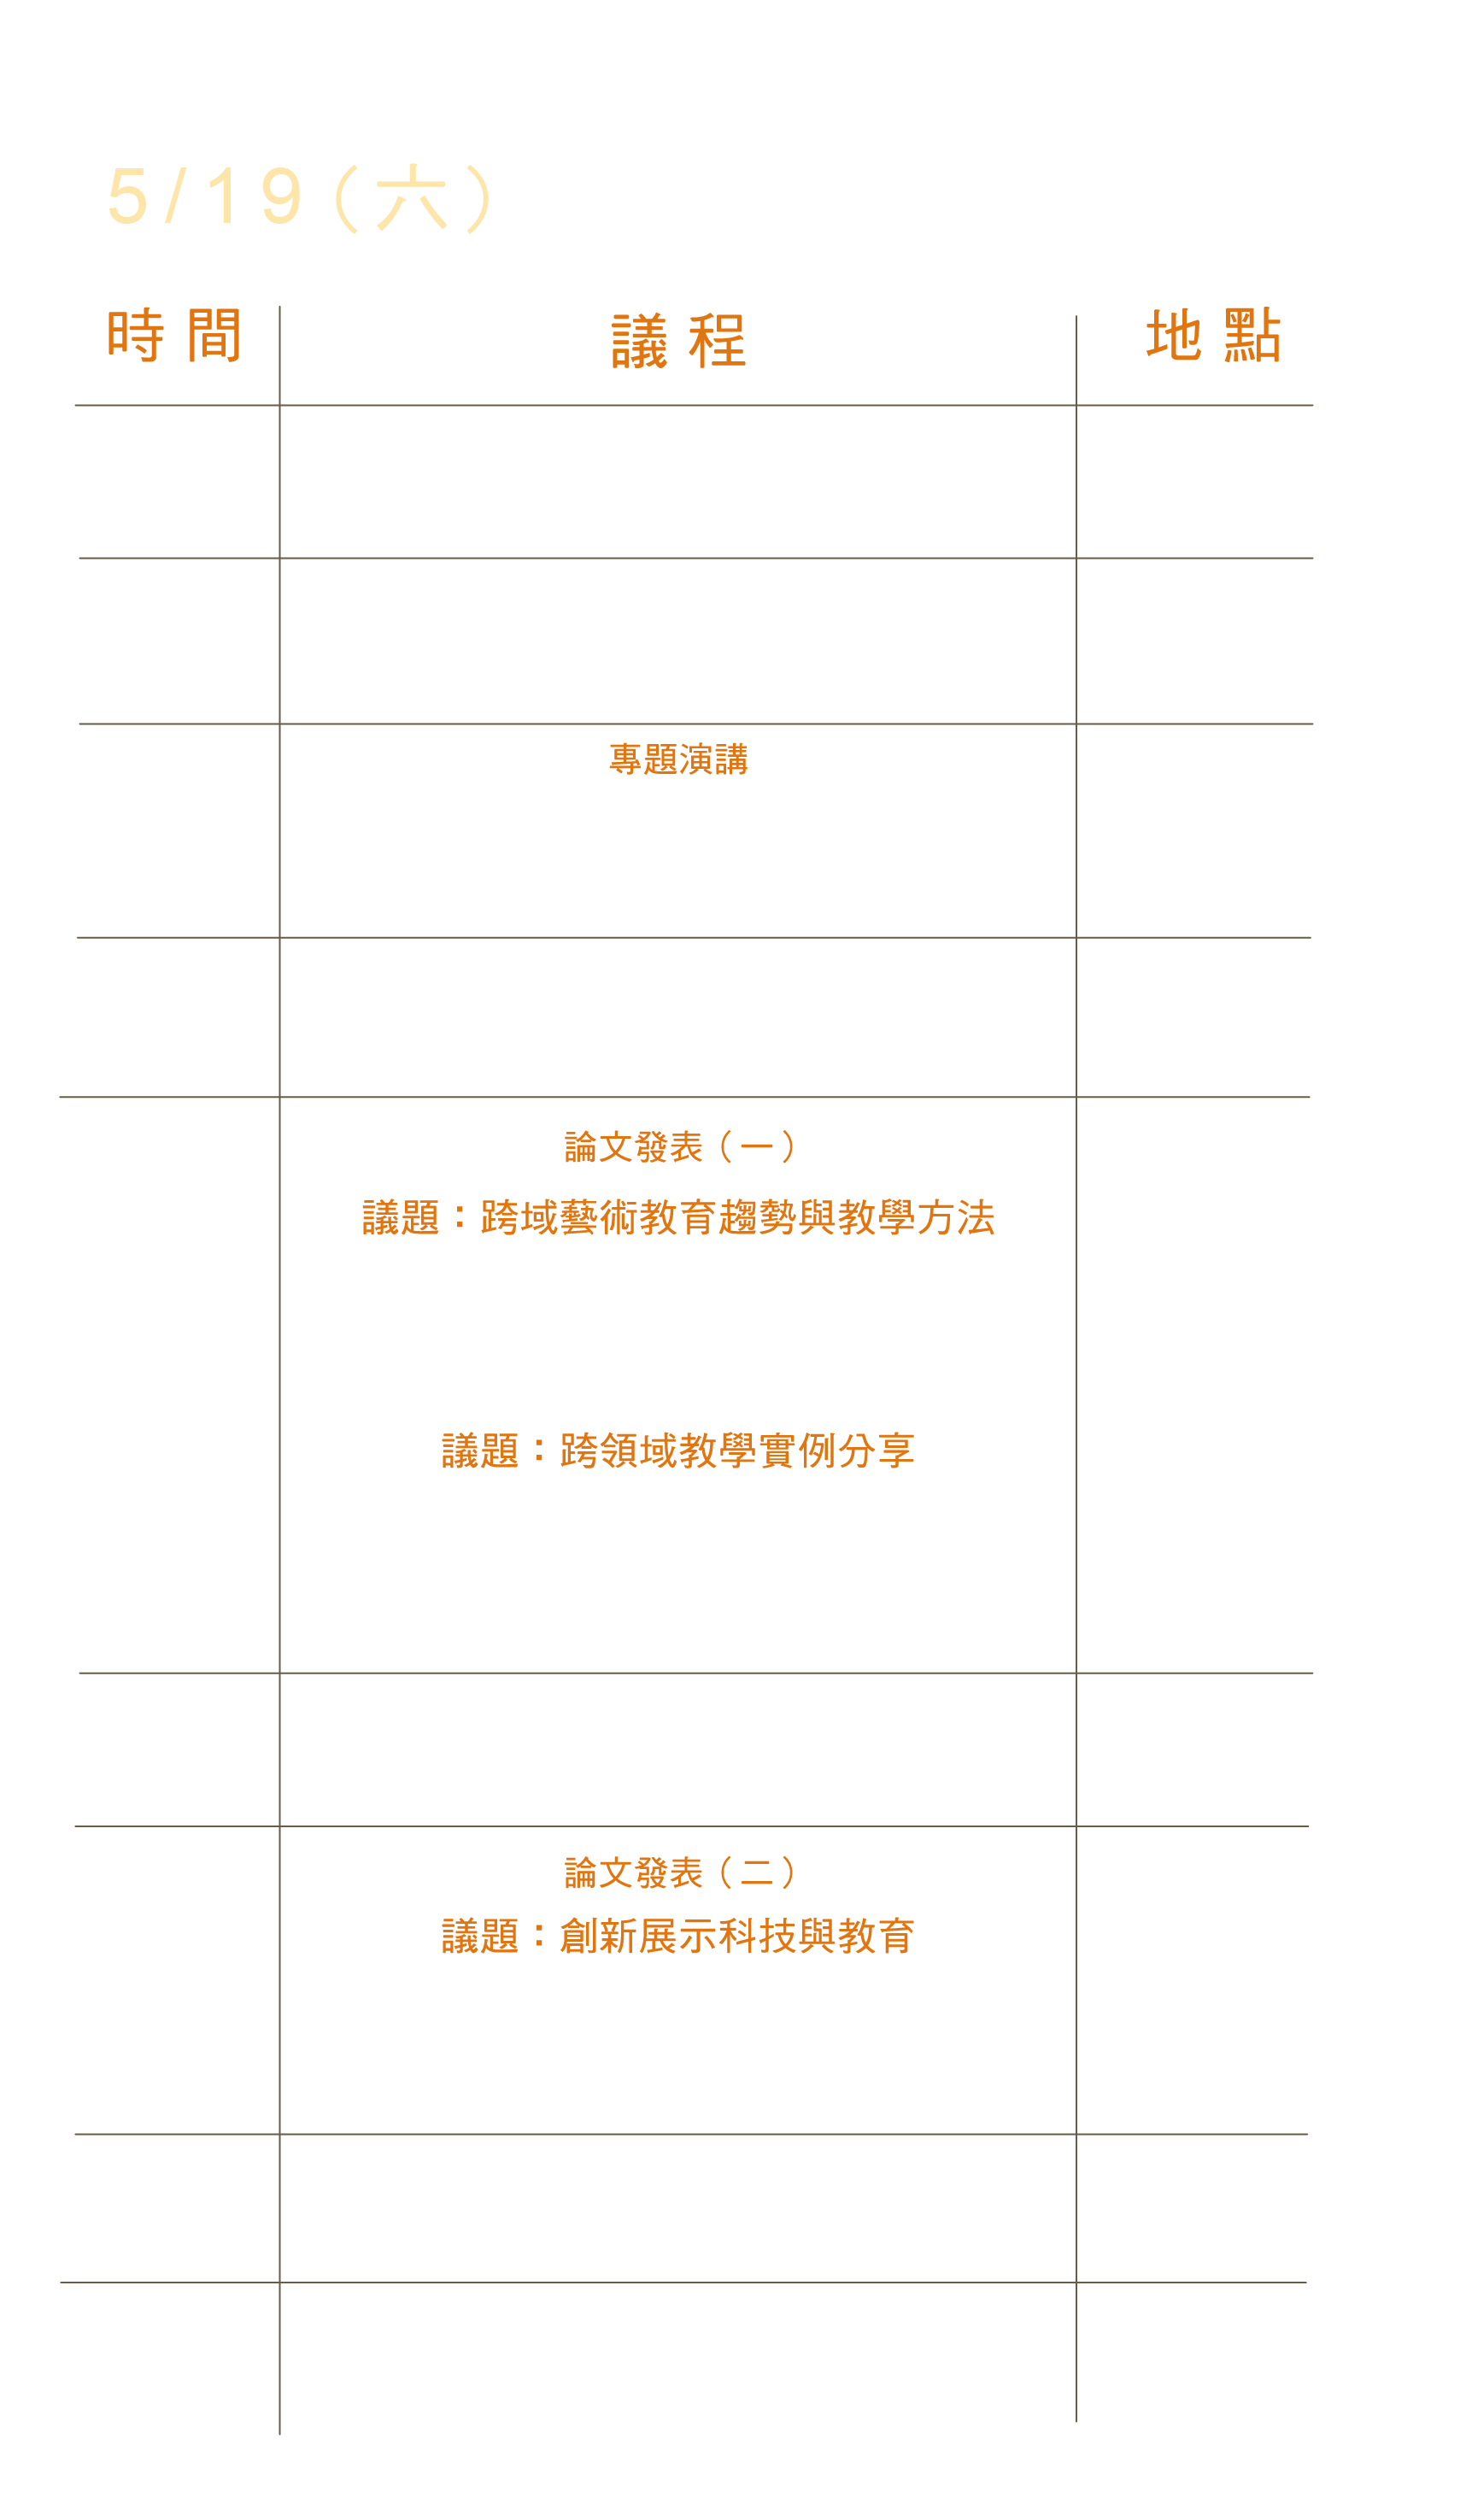 5/19(六)
時間 議程 地點
專題演講
論文發表（一）
議題：跨域藝術教育趨勢與教學方法
議題：跨領域教學實例分享
論文發表（二）
議題：創新展示科技與教育